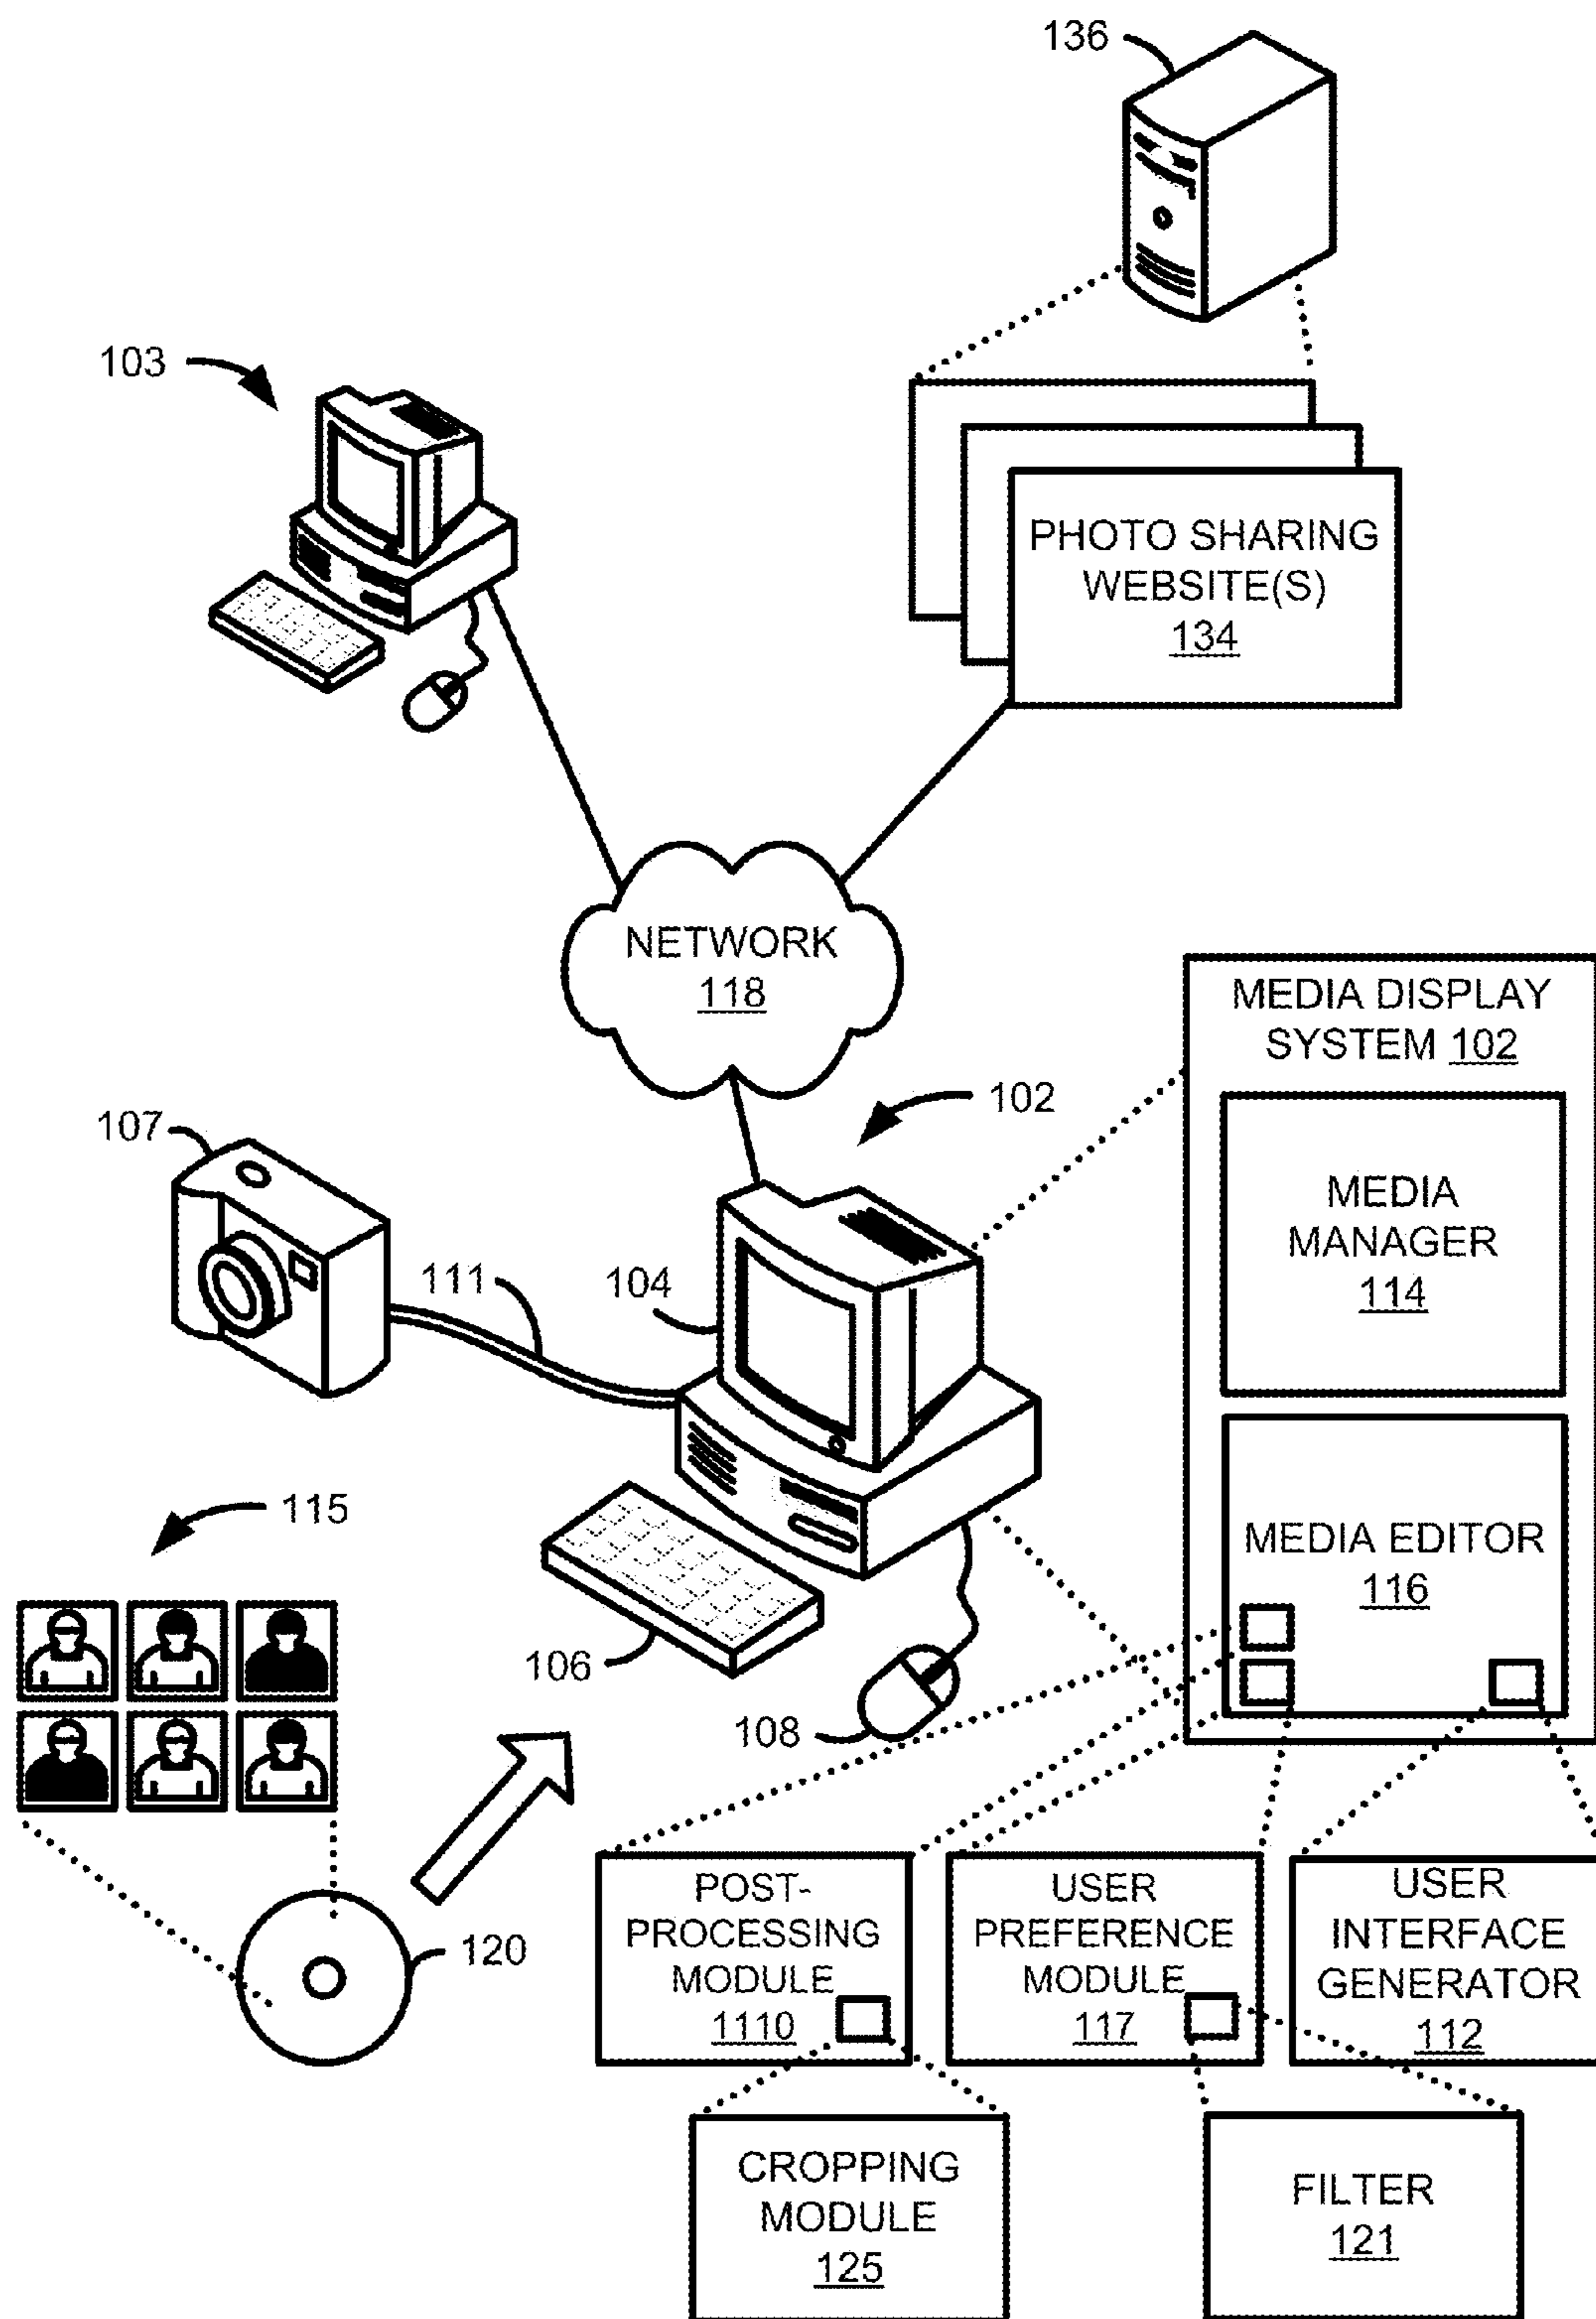 136
103
PHOTO SHARING
WEBSITE(S)
134
NETWORK
118
MEDIA DISPLAY
SYSTEM 102
102
107
MEDIA
MANAGER
114
111
104
115
MEDIA EDITOR
116
106
108
POST-
PROCESSING
MODULE
1110
USER
PREFERENCE
MODULE
117
USER
INTERFACE
GENERATOR
112
120
CROPPING
MODULE
125
FILTER
121